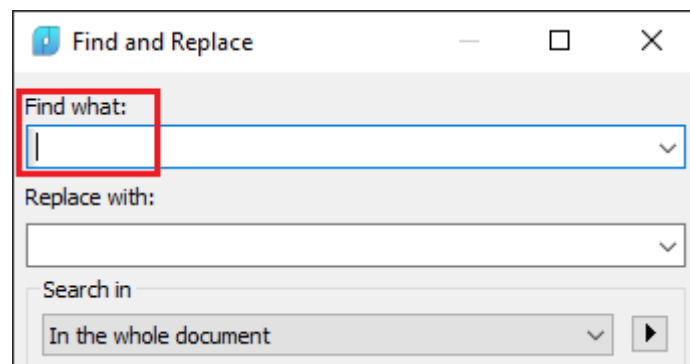 Find and Replace
Find what:
Replace with:
Search in
In the whole document